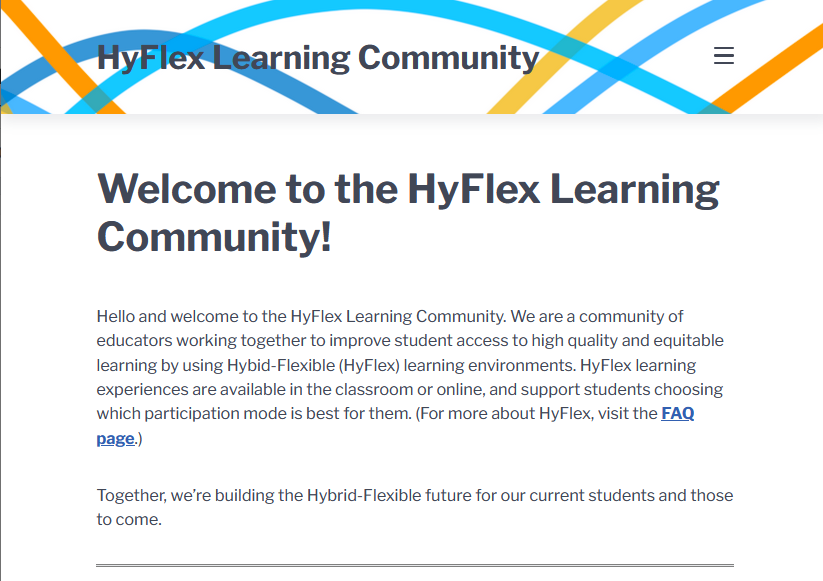 HyFlex Learning Community
Welcome to the HyFlex Learning
Community!
Hello and welcome to the HyFlex Learning Community. We are a community of
educators working together to improve student access to high quality and equitable
learning by using Hybid-Flexible (HyFlex) learning environments. HyFlex learning
experiences are available in the classroom or online, and support students choosing
which participation mode is best for them. (For more about HyFlex, visit the FAQ
page.)
Together, we’re building the Hybrid-Flexible future for our current students and those
to come.